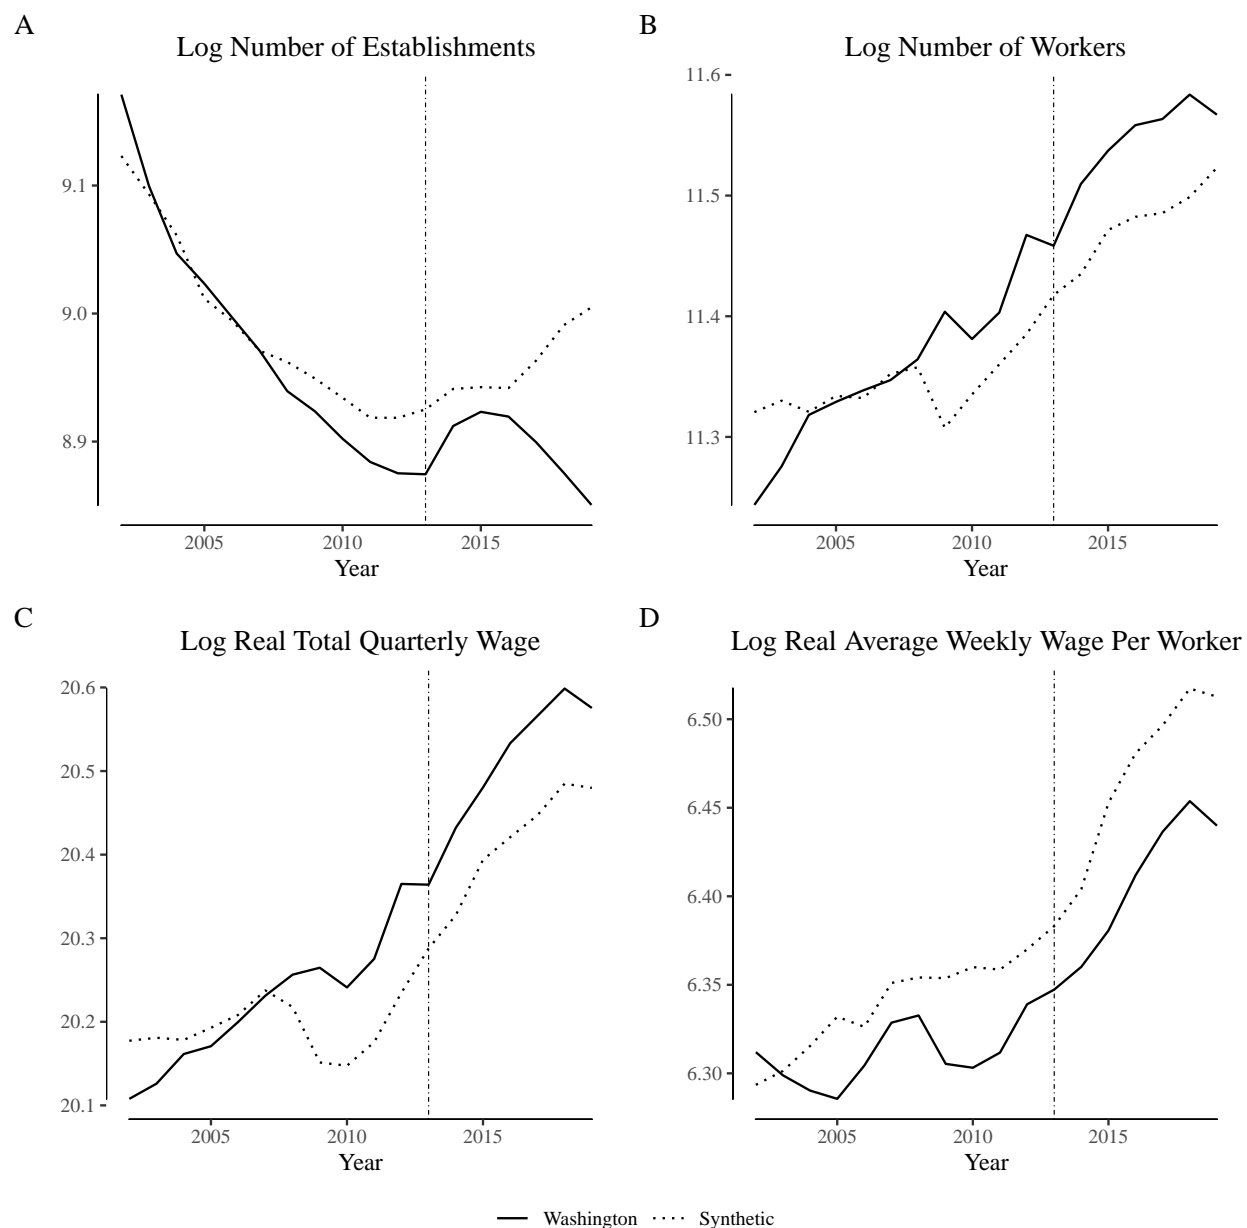 A
Log Number of Establishments
9.1
9.0
8.9
2005 2010 2015
Year
B
Log Number of Workers
11.6
11.5
11.4
11.3
2005 2010 2015
Year
C
Log Real Total Quarterly Wage
20.6
20.5
20.4
20.3
20.2
20.1
2005 2010 2015
Year
D
Log Real Average Weekly Wage Per Worker
6.50
6.45
6.40
6.35
6.30
2005 2010 2015
Year
Washington Synthetic